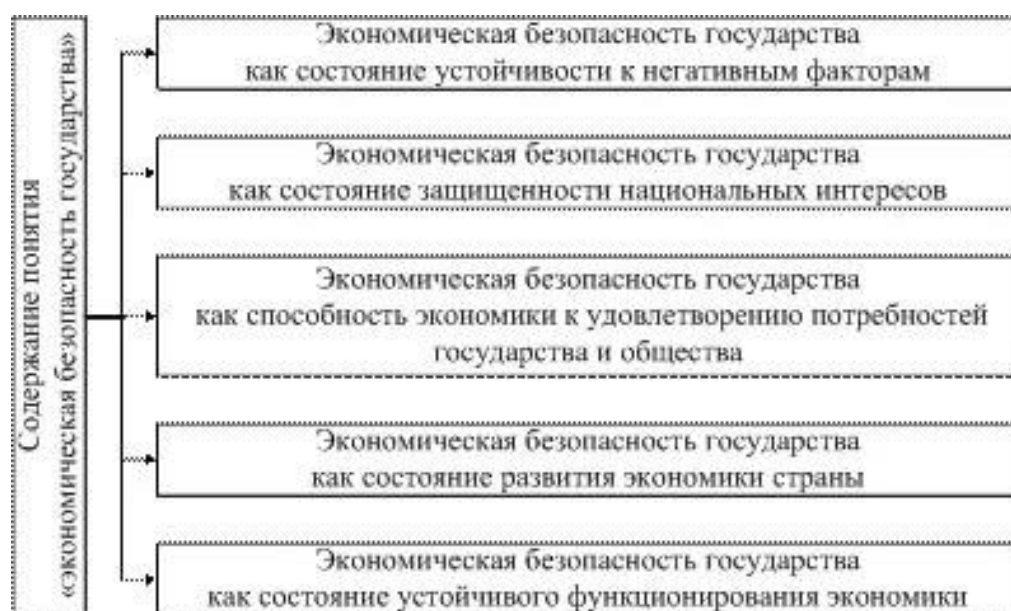 Содержание понятия
«экономическая безопасность государства»
Экономическая безопасность государства
как состояние устойчивости к негативным факторам
Экономическая безопасность государства
как состояние защищенности национальных интересов
Экономическая безопасность государства
как способность экономики к удовлетворению потребностей
государства и общества
Экономическая безопасность государства
как состояние развития экономики страны
Экономическая безопасность государства
как состояние устойчивого функционирования экономики